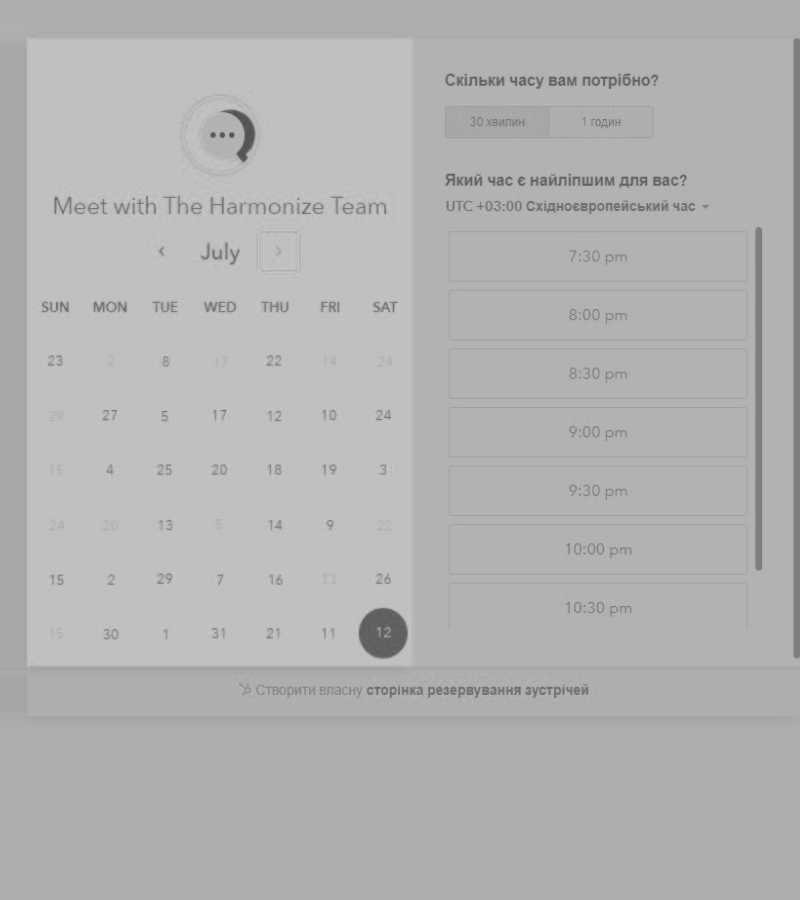 Meet with The Harmonize Team
July
SUN MON TUE WED THU FRI SAT
23 2 8 17 22 14 24
29 27 5 17 12 10 24
15 4 25 20 18 19 3
24 20 13 5 14 9 22
15 2 29 7 16 13 26
15 30 1 31 21 11 12
Скільки часу вам потрібно?
30 хвилин 1 годин
Який час є найліпшим для вас?
UTC +03:00 Східноєвропейський час
7:30 pm
8:00 pm
8:30 pm
9:00 pm
9:30 pm
10:00 pm
10:30 pm
Створити власну сторінка резервування зустрічей